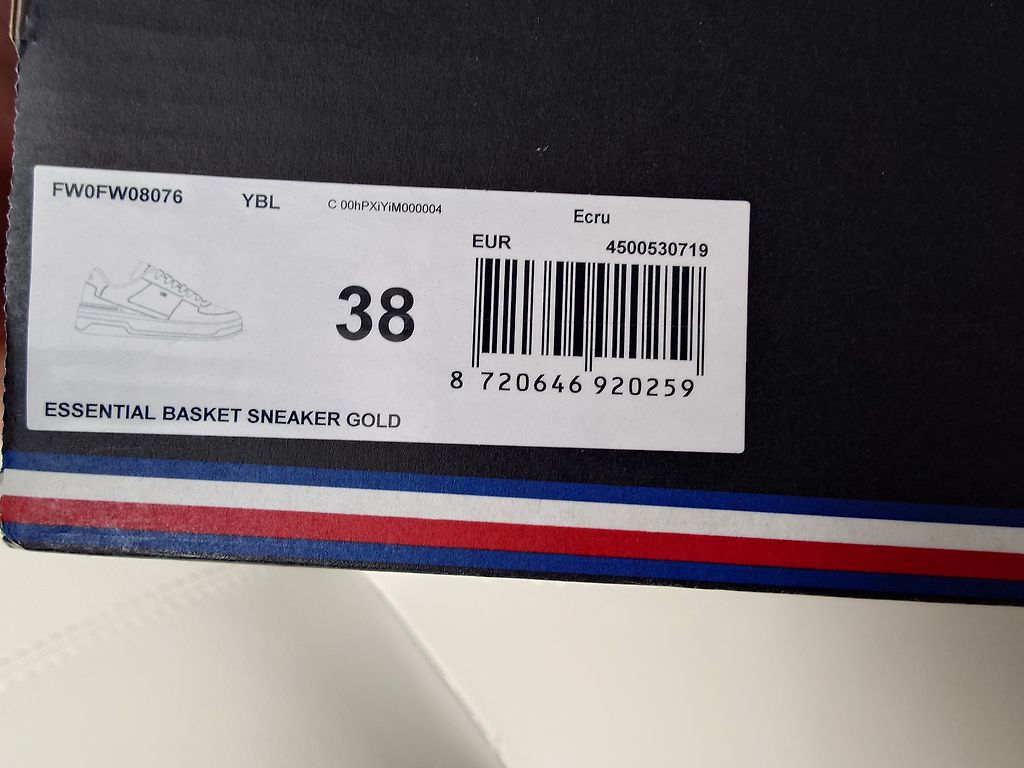 FW0FW08076 YBL C 00hPXiYiM000004 Ecru
EUR 4500530719
38
8 720646 920259
ESSENTIAL BASKET SNEAKER GOLD